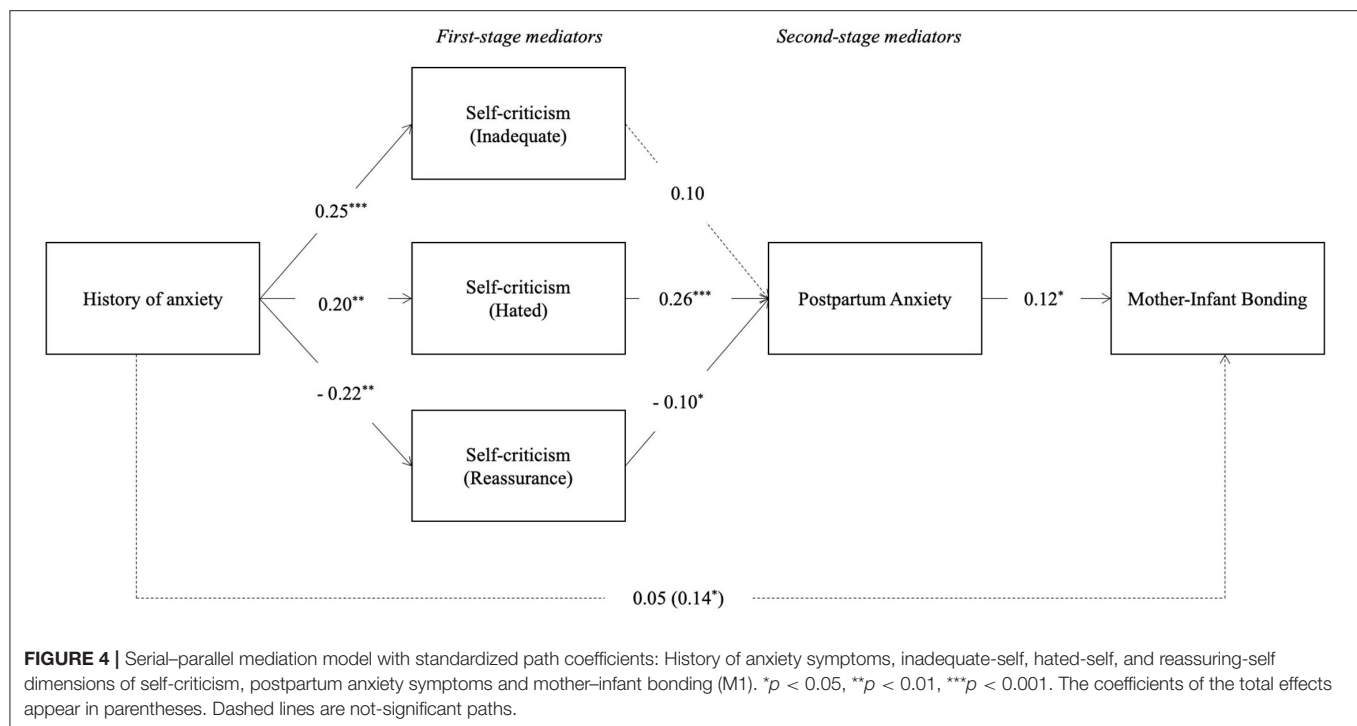 First-stage mediators
Second-stage mediators
Self-criticism
(Inadequate)
0.10
0.25***
History of anxiety
0.20**
Self-criticism
(Hated)
0.26***
Postpartum Anxiety
0.12*
Mother-Infant Bonding
- 0.22**
- 0.10*
Self-criticism
(Reassurance)
0.05 (0.14*)
FIGURE 4 | Serial–parallel mediation model with standardized path coefficients: History of anxiety symptoms, inadequate-self, hated-self, and reassuring-self
dimensions of self-criticism, postpartum anxiety symptoms and mother–infant bonding (M1). *p < 0.05, **p < 0.01, ***p < 0.001. The coefficients of the total effects
appear in parentheses. Dashed lines are not-significant paths.